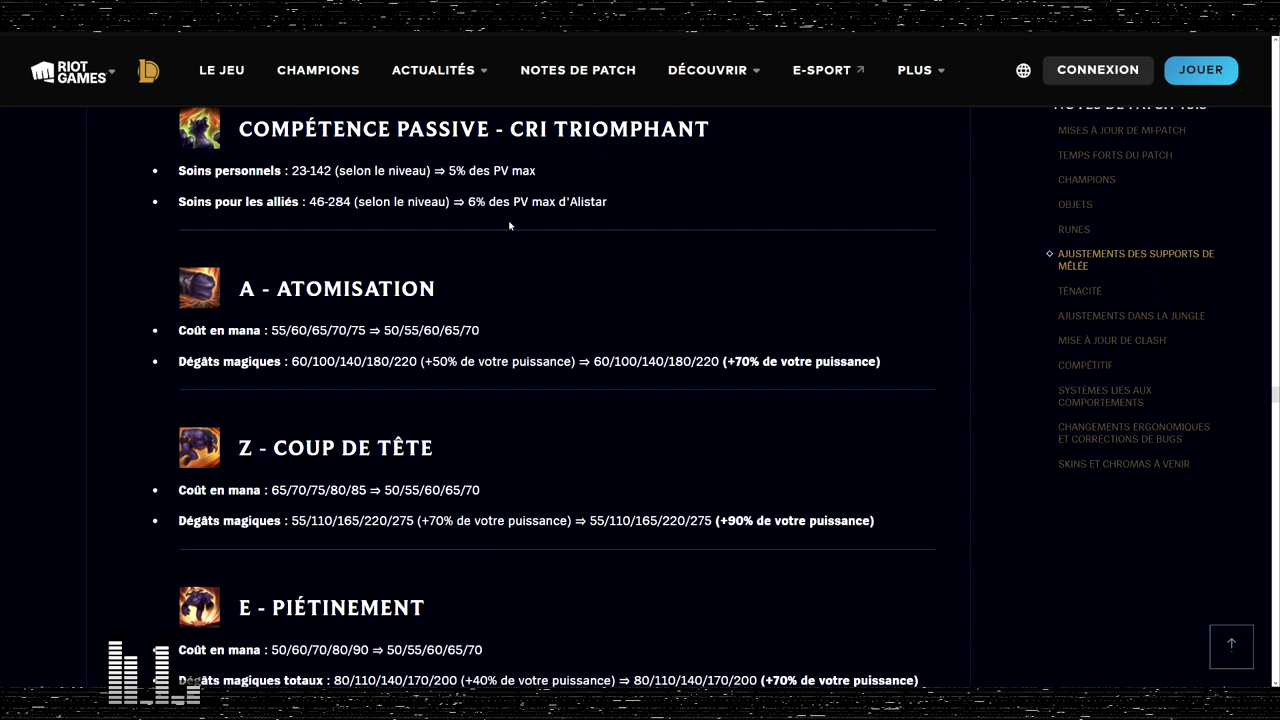 RIOT GAMES
LE JEU
CHAMPIONS
ACTUALITÉS
NOTES DE PATCH
DÉCOUVRIR
E-SPORT
PLUS
CONNEXION
JOUER
COMPÉTENCE PASSIVE - CRI TRIOMPHANT
Soins personnels : 23-142 (selon le niveau) ⇒ 5% des PV max
Soins pour les alliés : 46-284 (selon le niveau) ⇒ 6% des PV max d'Alistar
A - ATOMISATION
Coût en mana : 55/60/65/70/75 ⇒ 50/55/60/65/70
Dégâts magiques : 60/100/140/180/220 (+50% de votre puissance) ⇒ 60/100/140/180/220 (+70% de votre puissance)
Z - COUP DE TÊTE
Coût en mana : 65/70/75/80/85 ⇒ 50/55/60/65/70
Dégâts magiques : 55/110/165/220/275 (+70% de votre puissance) ⇒ 55/110/165/220/275 (+90% de votre puissance)
E - PIÉTINEMENT
Coût en mana : 50/60/70/80/90 ⇒ 50/55/60/65/70
Dégâts magiques totaux : 80/110/140/170/200 (+40% de votre puissance) ⇒ 80/110/140/170/200 (+70% de votre puissance)
MISES À JOUR DE MI-PATCH
TEMPS FORTS DU PATCH
CHAMPIONS
OBJETS
RUNES
AJUSTEMENTS DES SUPPORTS DE
MÊLÉE
TÉNACITÉ
AJUSTEMENTS DANS LA JUNGLE
MISE À JOUR DE CLASH
COMPÉTITIF
SYSTÈMES LIÉS AUX
COMPORTEMENTS
CHANGEMENTS ERGONOMIQUES
ET CORRECTIONS DE BUGS
SKINS ET CHROMAS À VENIR